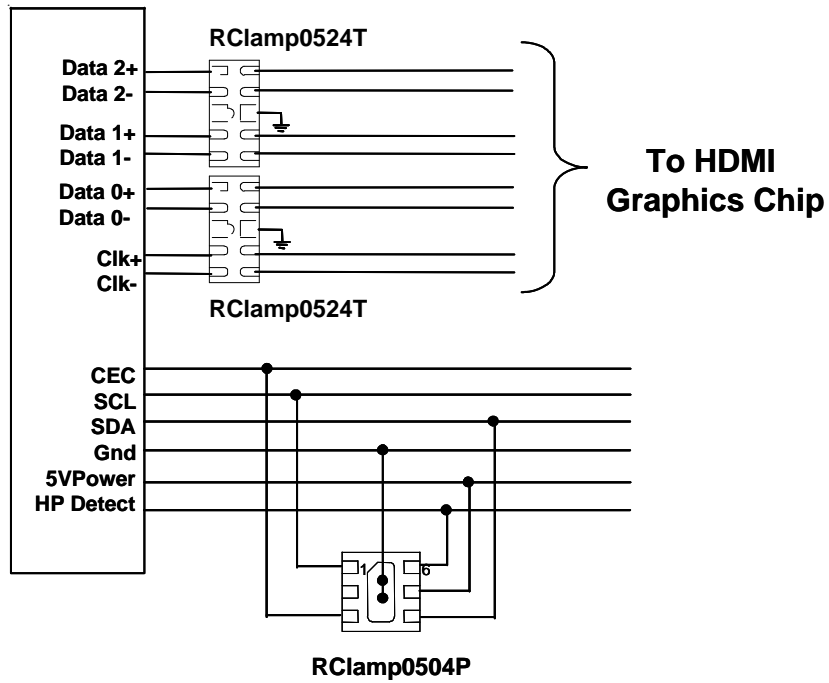 RClamp0524T
Data 2+
Data 2-
Data 1+
Data 1-
Data 0+
Data 0-
Clk+
Clk-
To HDMI
Graphics Chip
RClamp0524T
CEC
SCL
SDA
Gnd
5VPower
HP Detect
1
6
RClamp0504P